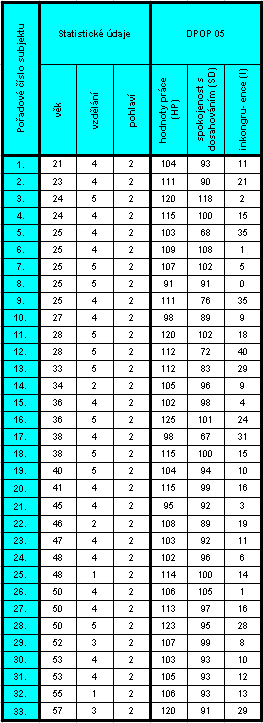 Pořadové číslo subjektu
Statistické údaje
DPOP 05
věk
vzdělání
pohlaví
hodnoty práce (HP)
spokojenost s dosahováním (SD)
inkongru- ence (I)
1. 21 4 2 104 93 11
2. 23 4 2 111 90 21
3. 24 5 2 120 118 2
4. 24 4 2 115 100 15
5. 25 4 2 103 68 35
6. 25 4 2 109 108 1
7. 25 5 2 107 102 5
8. 25 5 2 91 91 0
9. 25 4 2 111 76 35
10. 27 4 2 98 89 9
11. 28 5 2 120 102 18
12. 28 5 2 112 72 40
13. 33 5 2 112 83 29
14. 34 2 2 105 96 9
15. 36 4 2 102 98 4
16. 36 5 2 125 101 24
17. 38 4 2 98 67 31
18. 38 5 2 115 100 15
19. 40 5 2 104 94 10
20. 41 4 2 115 99 16
21. 45 4 2 95 92 3
22. 46 2 2 108 89 19
23. 47 4 2 103 92 11
24. 48 4 2 102 96 6
25. 48 1 2 114 100 14
26. 50 4 2 106 105 1
27. 50 4 2 113 97 16
28. 50 5 2 123 95 28
29. 52 3 2 107 99 8
30. 53 4 2 103 93 10
31. 53 4 2 105 93 12
32. 55 1 2 106 93 13
33. 57 3 2 120 91 29